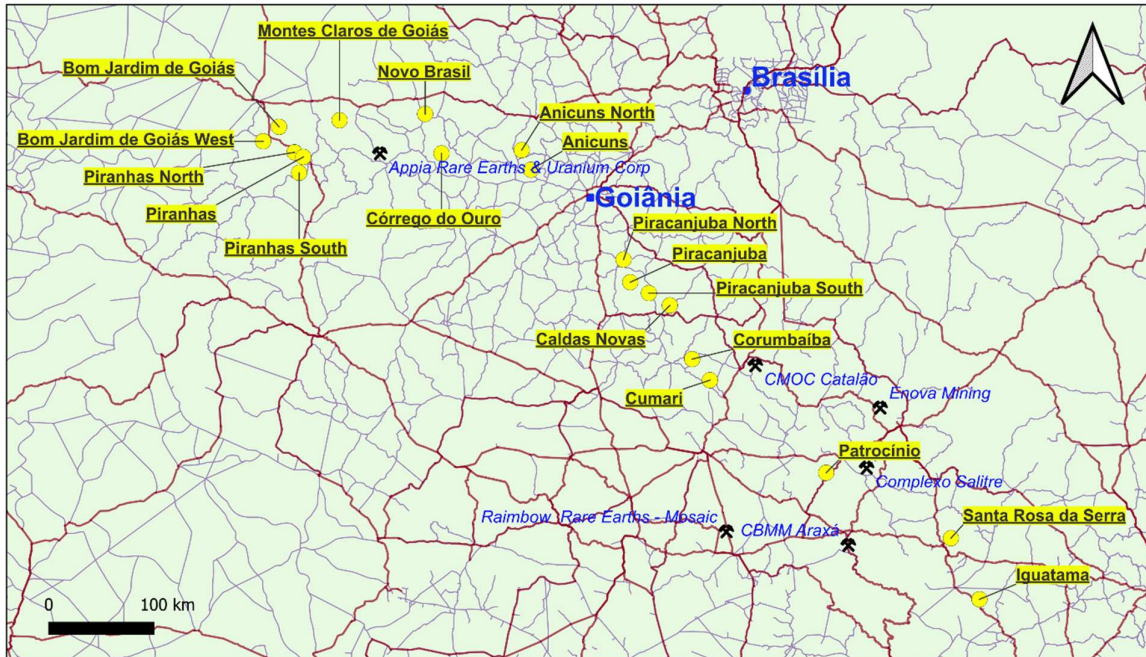 Montes Claros de Goiás
Bom Jardim de Goiás
Novo Brasil
Brasília
Anicuns North
Bom Jardim de Goiás West
Anicuns
Appia Rare Earths & Uranium Corp
Piranhas North
Goiânia
Piranhas
Córrego do Ouro
Piracanjuba North
Piranhas South
Piracanjuba
Piracanjuba South
Caldas Novas
Corumbaíba
CMOC Catalão
Cumari
Enova Mining
Patrocínio
Complexo Salitre
Raimbow Rare Earths - Mosaic
CBMM Araxá
Santa Rosa da Serra
Iguatama
0 100 km